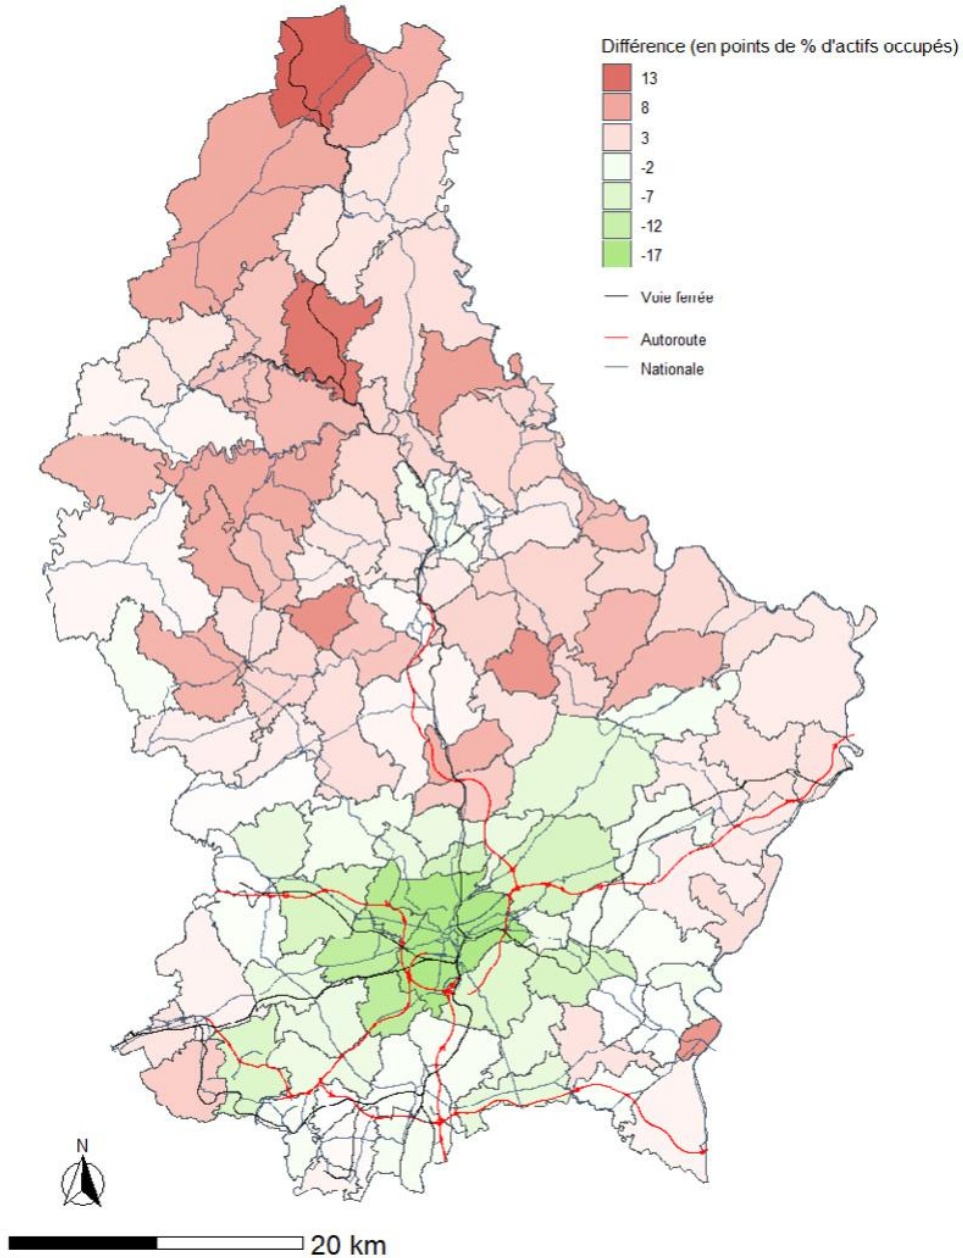 Différence (en points de % d'actifs occupés)
13
8
3
-2
-7
-12
-17
Voie ferrée
Autoroute
Nationale
N
20 km